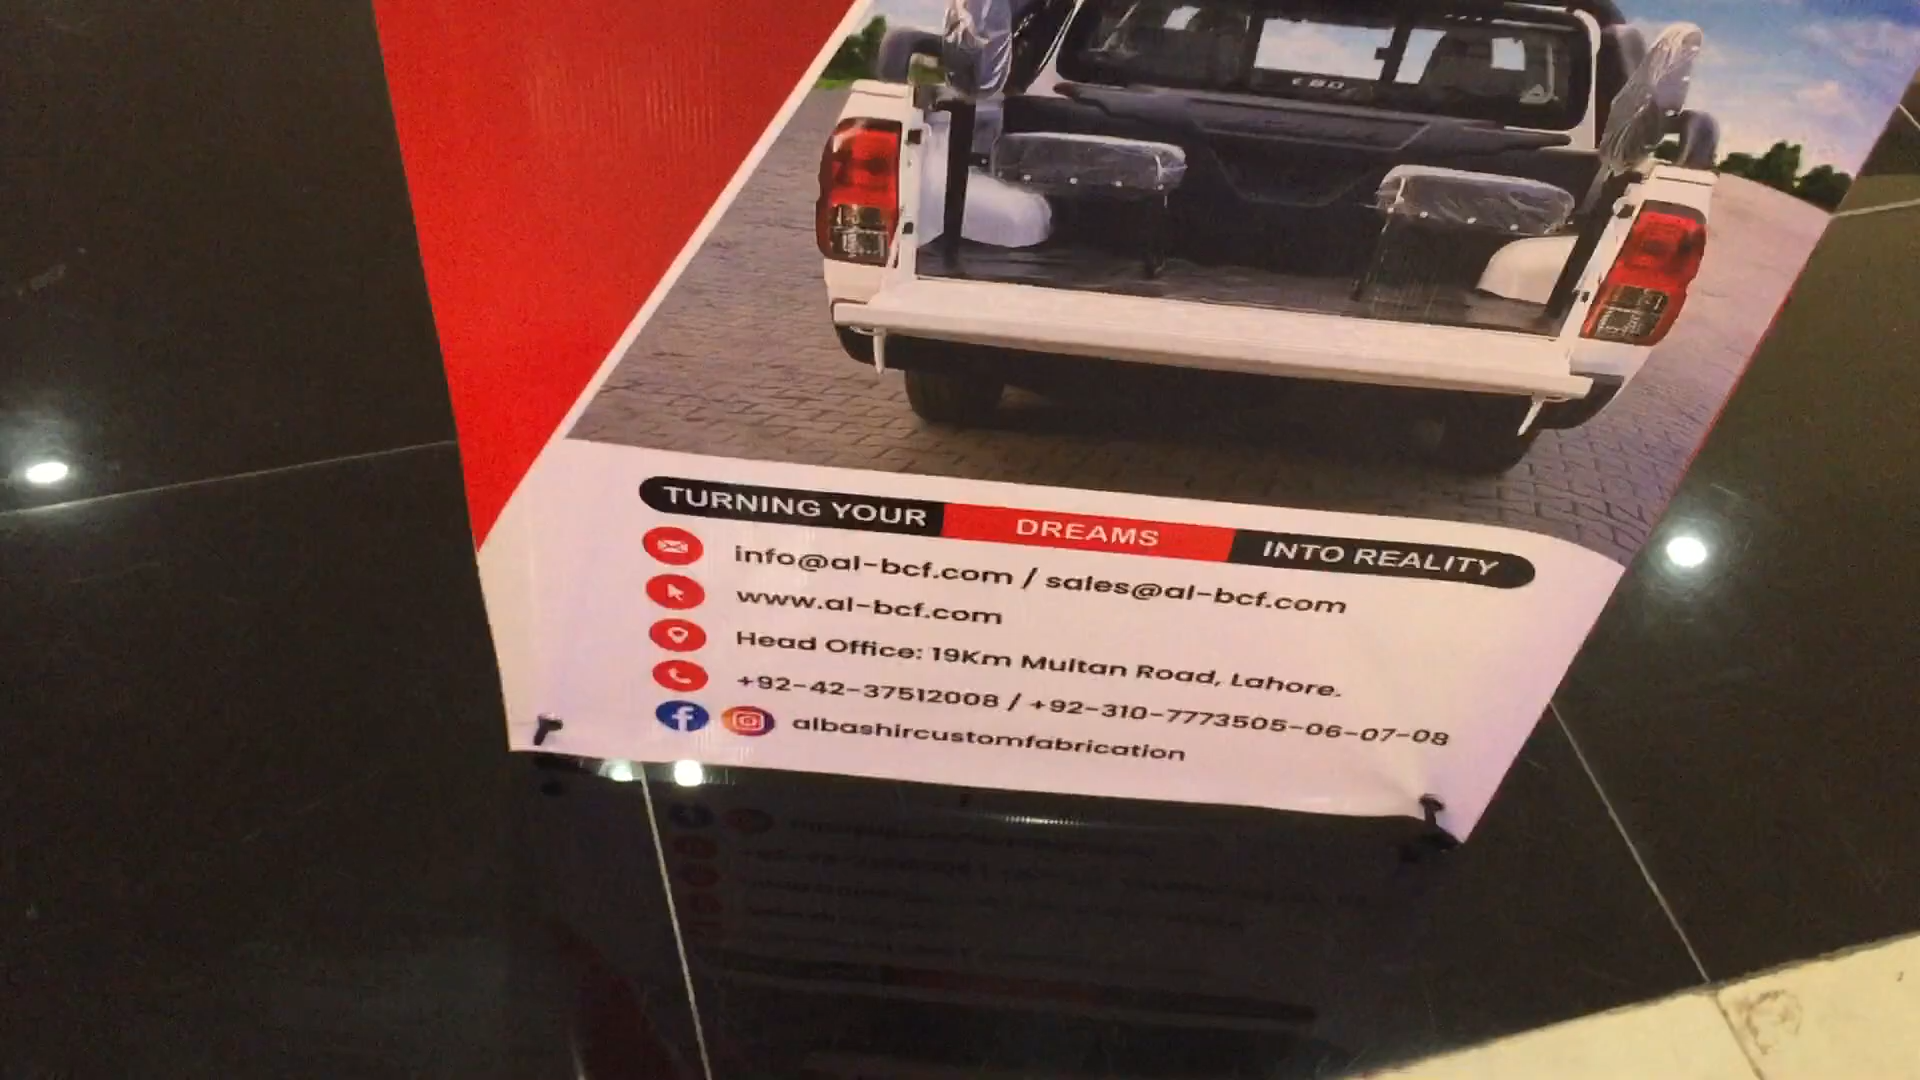 TURNING YOUR DREAMS INTO REALITY
info@al-bcf.com / sales@al-bcf.com
www.al-bcf.com
Head Office: 19Km Multan Road, Lahore.
+92-42-37512008 / +92-310-7773505-06-07-08
albashircustomfabrication